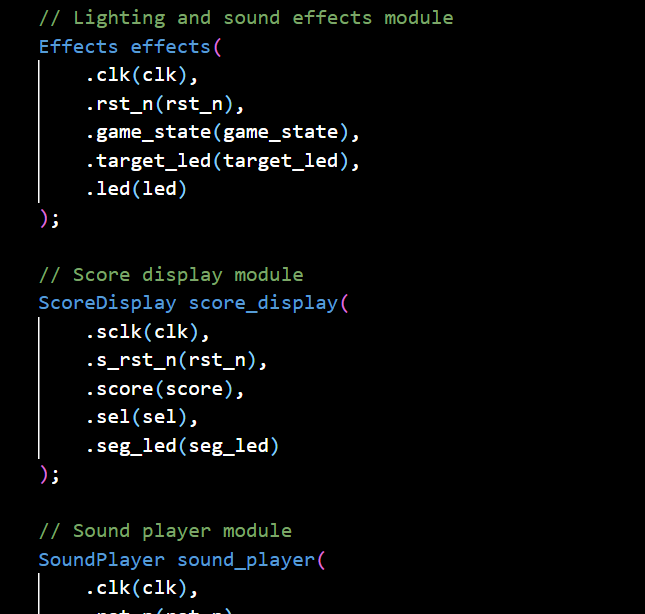 // Lighting and sound effects module
Effects effects(
.clk(clk),
.rst_n(rst_n),
.game_state(game_state),
.target_led(target_led),
.led(led)
);
// Score display module
ScoreDisplay score_display(
.sclk(clk),
.s_rst_n(rst_n),
.score(score),
.sel(sel),
.seg_led(seg_led)
);
// Sound player module
SoundPlayer sound_player(
.clk(clk),